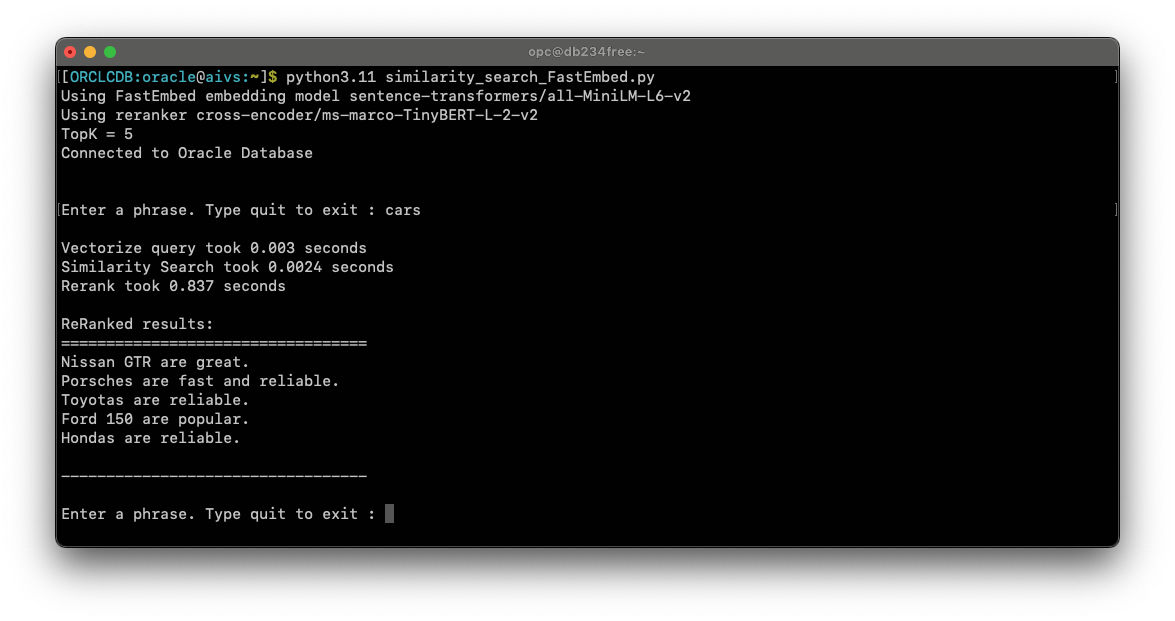 opc@db234free:~
[[ORCLCDB:oracle@aivs:~]$ python3.11 similarity_search_FastEmbed.py ]
Using FastEmbed embedding model sentence-transformers/all-MiniLM-L6-v2
Using reranker cross-encoder/ms-marco-TinyBERT-L-2-v2
TopK = 5
Connected to Oracle Database
[Enter a phrase. Type quit to exit : cars ]
Vectorize query took 0.003 seconds
Similarity Search took 0.0024 seconds
Rerank took 0.837 seconds
ReRanked results:
==================================
Nissan GTR are great.
Porsches are fast and reliable.
Toyotas are reliable.
Ford 150 are popular.
Hondas are reliable.
----------------------------------
Enter a phrase. Type quit to exit :